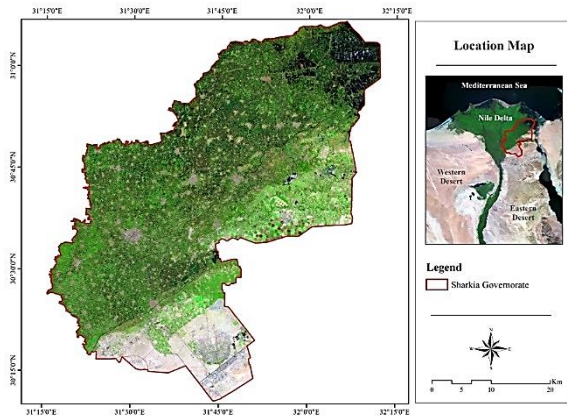 31°15'0"E 31°30'0"E 31°45'0"E 32°0'0"E 32°15'0"E
31°0'0"N
30°45'0"N
30°30'0"N
30°15'0"N
31°15'0"E 31°30'0"E 31°45'0"E 32°0'0"E 32°15'0"E
Location Map
Mediterranean Sea
Nile Delta
Western
Desert
Eastern
Desert
Legend
Sharkia Governorate
N
W E
S
0 5 10 20
Km